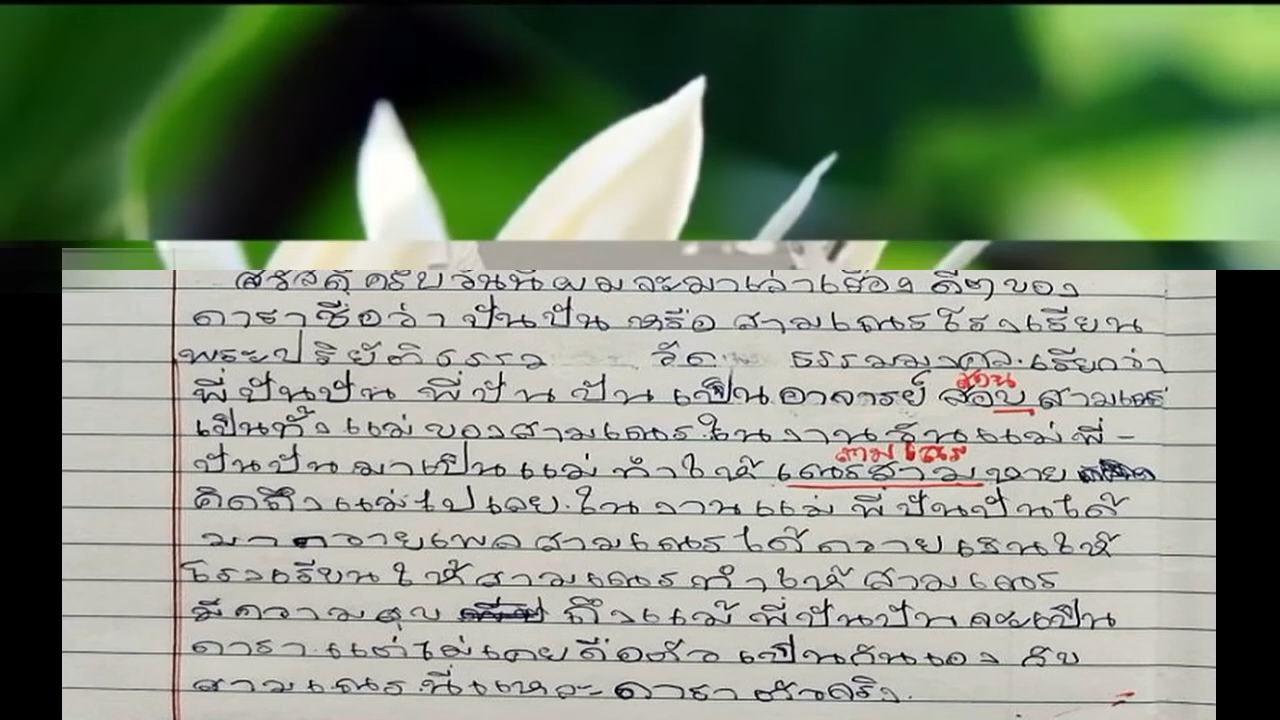 สวัสดีครับวันนี้ผมจะมาเล่าเรื่อง ดีๆของ
ดาราชื่อว่า ปันปัน หรือ สามเณรโรงเรียน
พระปริยัติธรรม วัด ธรรมมงคล.เรียกว่า
พี่ปันปัน พี่ปัน ปัน เป็นอาจารย์ สอบ สามเณร
สอน
เป็นทั้งแม่ของสามเณร.ในงานวันแม่ พี่-
ปันปันมาเป็นแม่ ทำให้ เณรสาม หลาย
สามเณร
คิดถึงแม่ไปเลย.ในงานแม่ พี่ปันปันได้
มา ถวายเพลสามเณร ได้ถวาย ให้
โรงเรียน ให้สามเณร ทำให้ สามเณร
มีความสุข ถึงแม้ พี่ปันปัน จะเป็น
ดารา.แต่ไม่เคยถือตัว เป็นกันเอง กับ
สามเณร.นี่แหละ ดารา ตัวจริง.